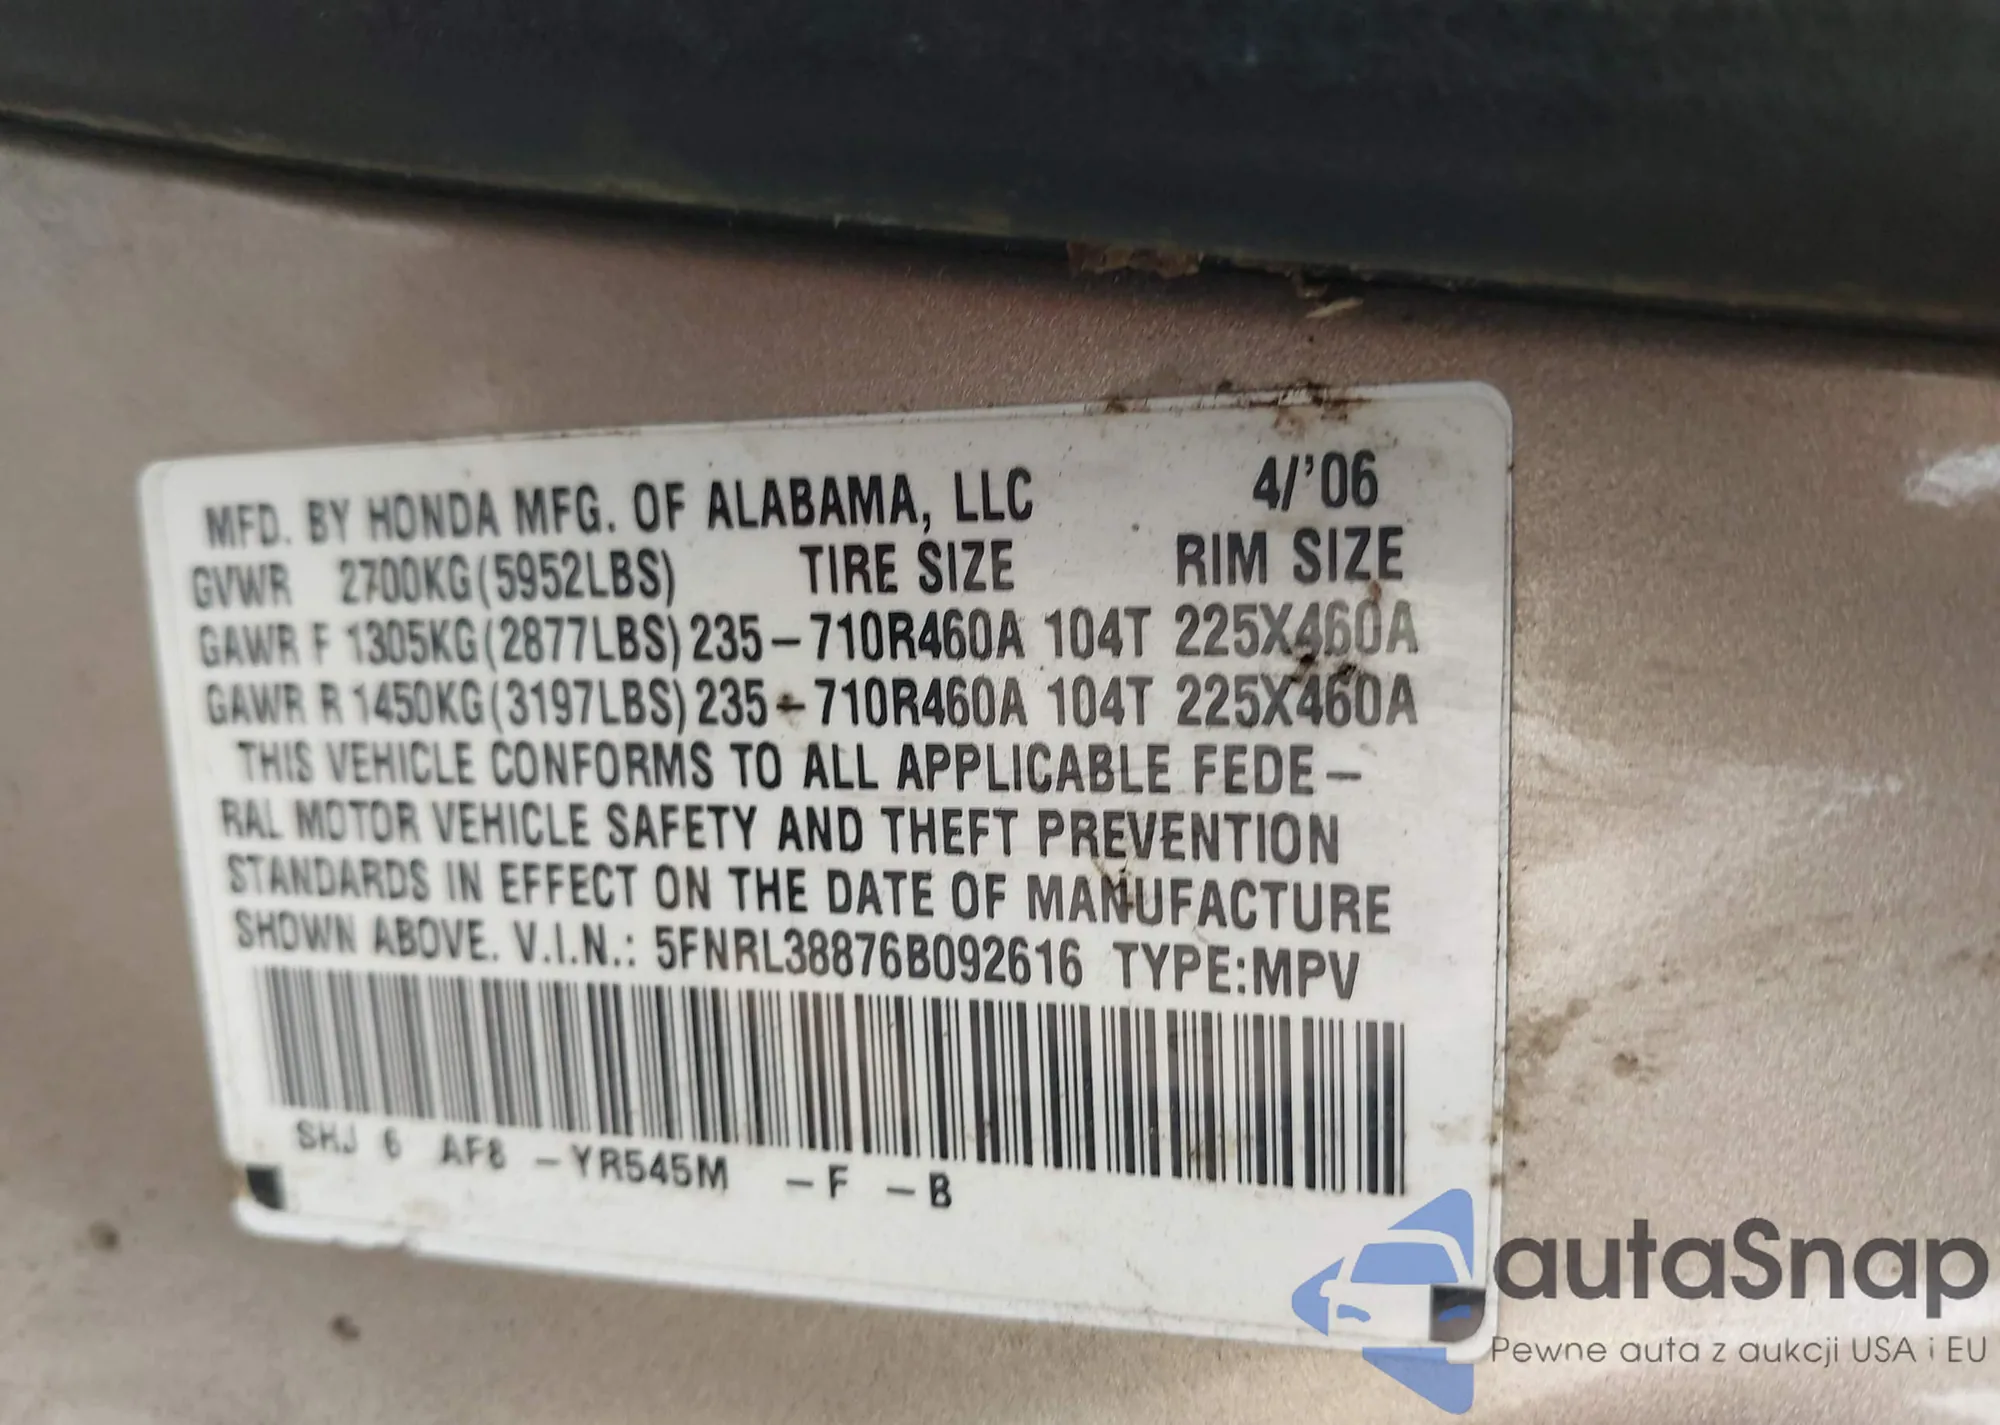 MFD. BY HONDA MFG. OF ALABAMA, LLC 4/'06
GVWR 2700KG(5952LBS) TIRE SIZE RIM SIZE
GAWR F 1305KG(2877LBS) 235-710R460A 104T 225X460A
GAWR R 1450KG(3197LBS) 235-710R460A 104T 225X460A
THIS VEHICLE CONFORMS TO ALL APPLICABLE FEDE-
RAL MOTOR VEHICLE SAFETY AND THEFT PREVENTION
STANDARDS IN EFFECT ON THE DATE OF MANUFACTURE
SHOWN ABOVE. V.I.N.: 5FNRL38876B092616 TYPE:MPV
SHJ 6 AF8 -YR545M -F -B
autaSnap
Pewne auta z aukcji USA i EU